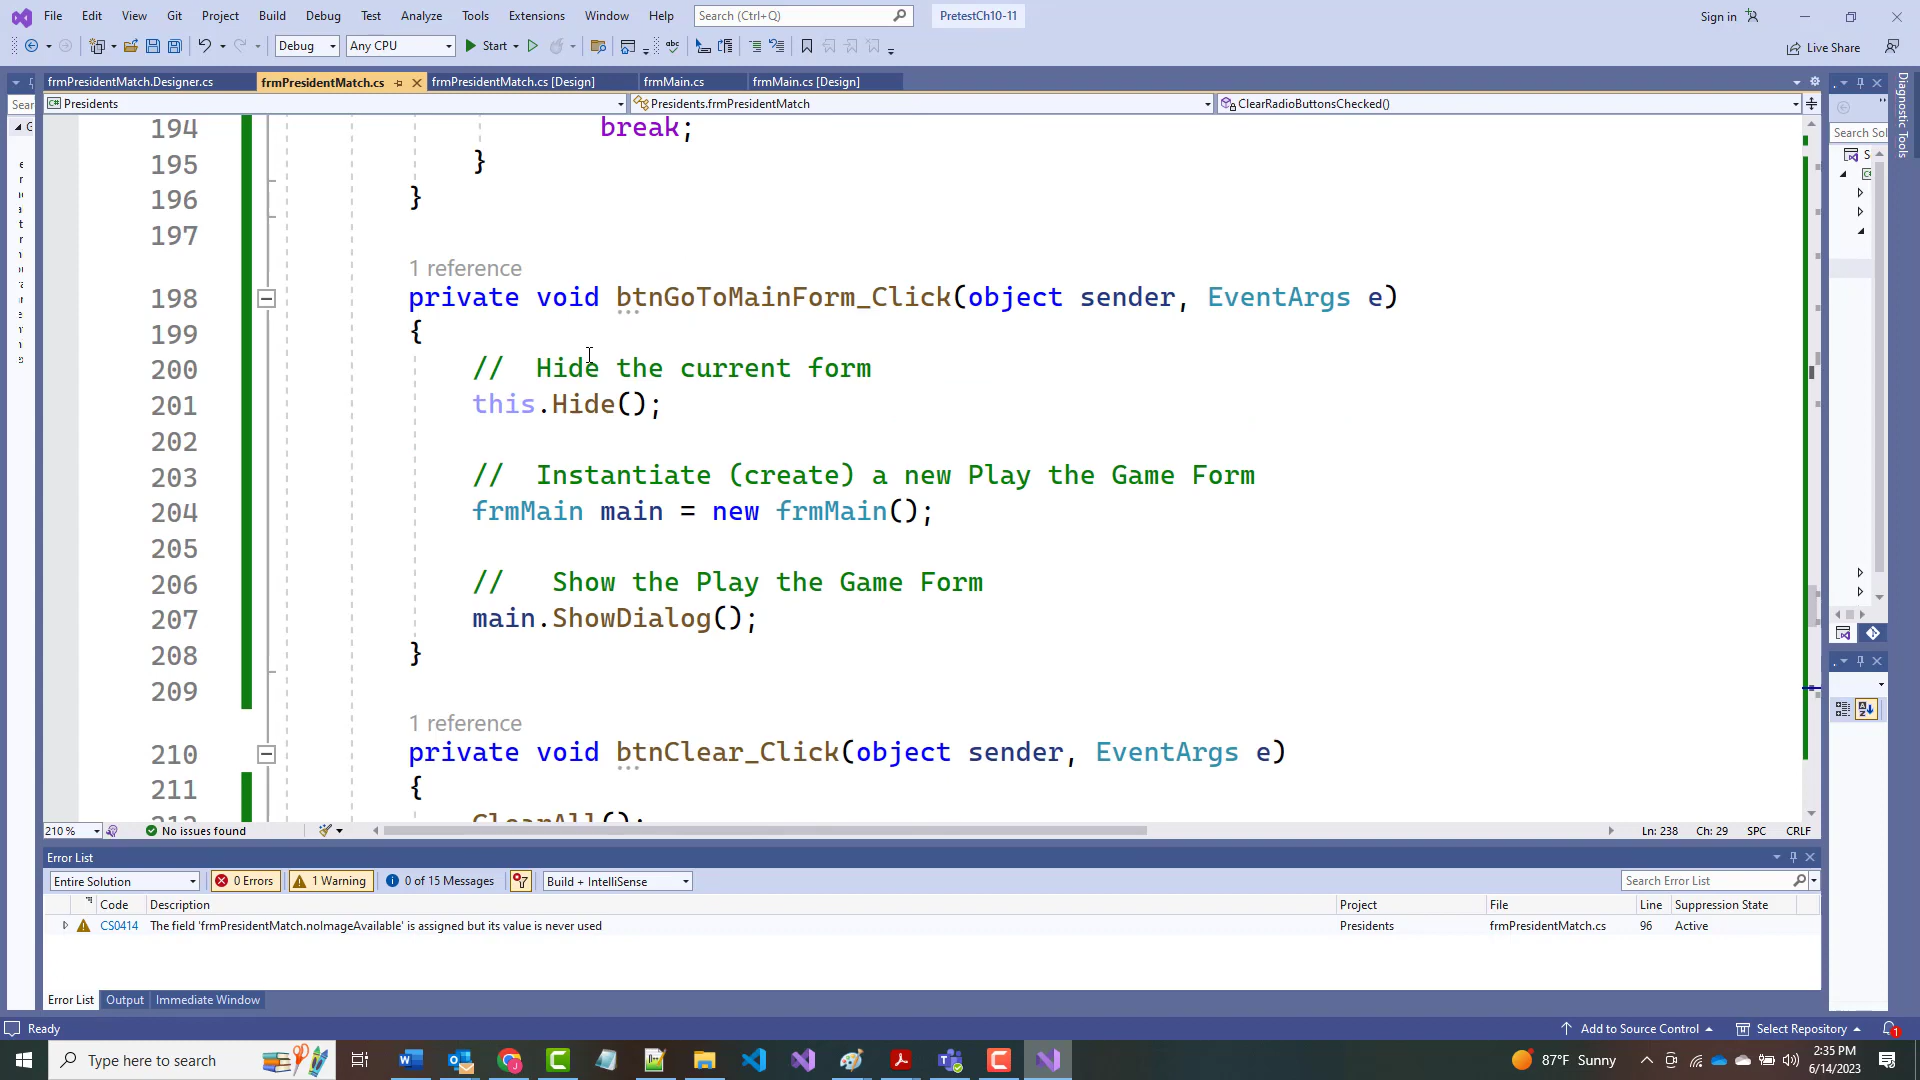 File Edit View Git Project Build Debug Test Analyze Tools Extensions Window Help Search (Ctrl+Q) PretestCh10-11 Sign in
Debug Any CPU Start Live Share
frmPresidentMatch.Designer.cs frmPresidentMatch.cs frmPresidentMatch.cs [Design] frmMain.cs frmMain.cs [Design]
Presidents Presidents.frmPresidentMatch ClearRadioButtonsChecked()
Diagnostic Tools
Search Sol
194 break;
195 }
196 }
197
1 reference
198 private void btnGoToMainForm_Click(object sender, EventArgs e)
199 {
200 // Hide the current form
201 this.Hide();
202
203 // Instantiate (create) a new Play the Game Form
204 frmMain main = new frmMain();
205
206 // Show the Play the Game Form
207 main.ShowDialog();
208 }
209
1 reference
210 private void btnClear_Click(object sender, EventArgs e)
211 {
212 ClearAll();
210 % No issues found Ln: 238 Ch: 29 SPC CRLF
Error List
Entire Solution 0 Errors 1 Warning 0 of 15 Messages Build + IntelliSense Search Error List
Code Description Project File Line Suppression State
CS0414 The field 'frmPresidentMatch.noImageAvailable' is assigned but its value is never used Presidents frmPresidentMatch.cs 96 Active
Error List Output Immediate Window
Ready Add to Source Control Select Repository 1
Type here to search 87°F Sunny 2:35 PM
6/14/2023